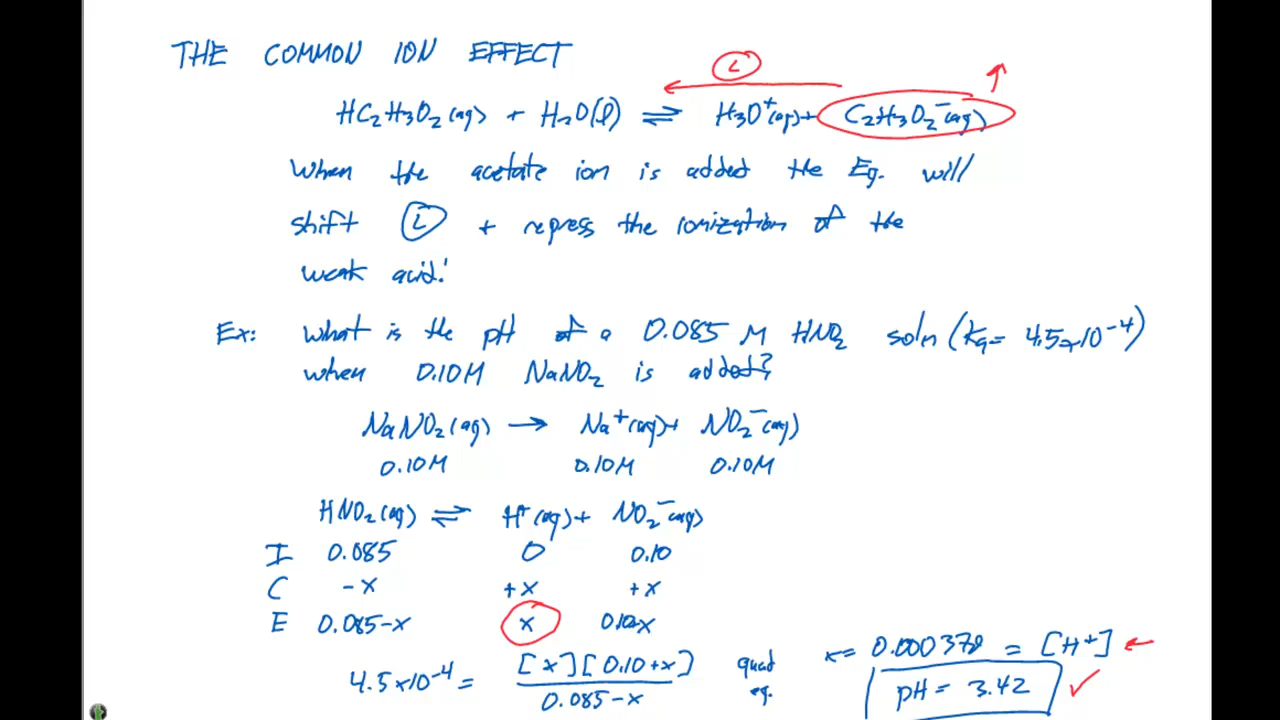 THE COMMON ION EFFECT
L
HC2H3O2(aq) + H2O(l) ⇌ H3O+(aq) + C2H3O2-(aq) ↑
When the acetate ion is added the Eq. will
shift L + repress the ionization of the
weak acid!
Ex: What is the pH of a 0.085 M HNO2 soln (Ka = 4.5x10-4)
when 0.10M NaNO2 is added?
NaNO2(aq) → Na+(aq) + NO2-(aq)
0.10M 0.10M 0.10M
HNO2(aq) ⇌ H+(aq) + NO2-(aq)
I 0.085 0 0.10
C -x +x +x
E 0.085-x x 0.10+x
4.5x10-4 = [x][0.10+x] / 0.085-x quad eq.
x = 0.000378 = [H+] ←
pH = 3.42 ✓